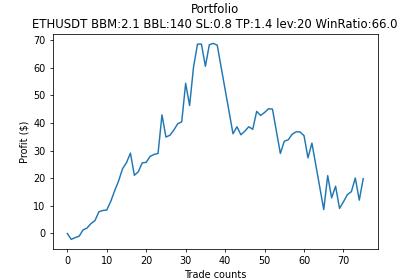 Portfolio
ETHUSDT BBM:2.1 BBL:140 SL:0.8 TP:1.4 lev:20 WinRatio:66.0
70
60
50
40
30
20
10
0
Profit ($)
0 10 20 30 40 50 60 70
Trade counts